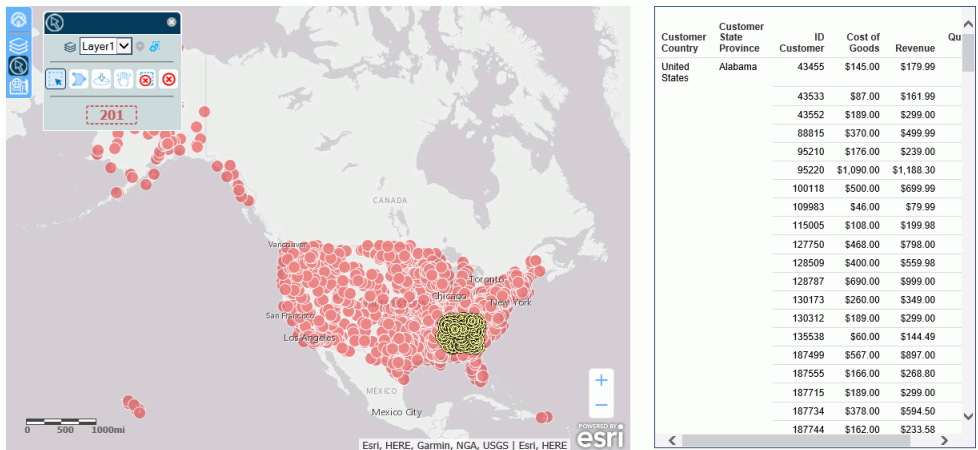 Layer1
201
CANADA
Vancouver
Toronto
Chicago
New York
San Francisco
Los Angeles
MÉXICO
Mexico City
+
−
0 500 1000mi
POWERED BY
esri
Esri, HERE, Garmin, NGA, USGS | Esri, HERE
Customer Country Customer State Province ID Customer Cost of Goods Revenue Qu
United States Alabama 43455 $145.00 $179.99
43533 $87.00 $161.99
43552 $189.00 $299.00
88815 $370.00 $499.99
95210 $176.00 $239.00
95220 $1,090.00 $1,188.30
100118 $500.00 $699.99
109983 $46.00 $79.99
115005 $108.00 $199.98
127750 $468.00 $798.00
128509 $400.00 $559.98
128787 $690.00 $999.00
130173 $260.00 $349.00
130312 $189.00 $299.00
135538 $60.00 $144.49
187499 $567.00 $897.00
187555 $166.00 $268.80
187715 $189.00 $299.00
187734 $378.00 $594.50
187744 $162.00 $233.58